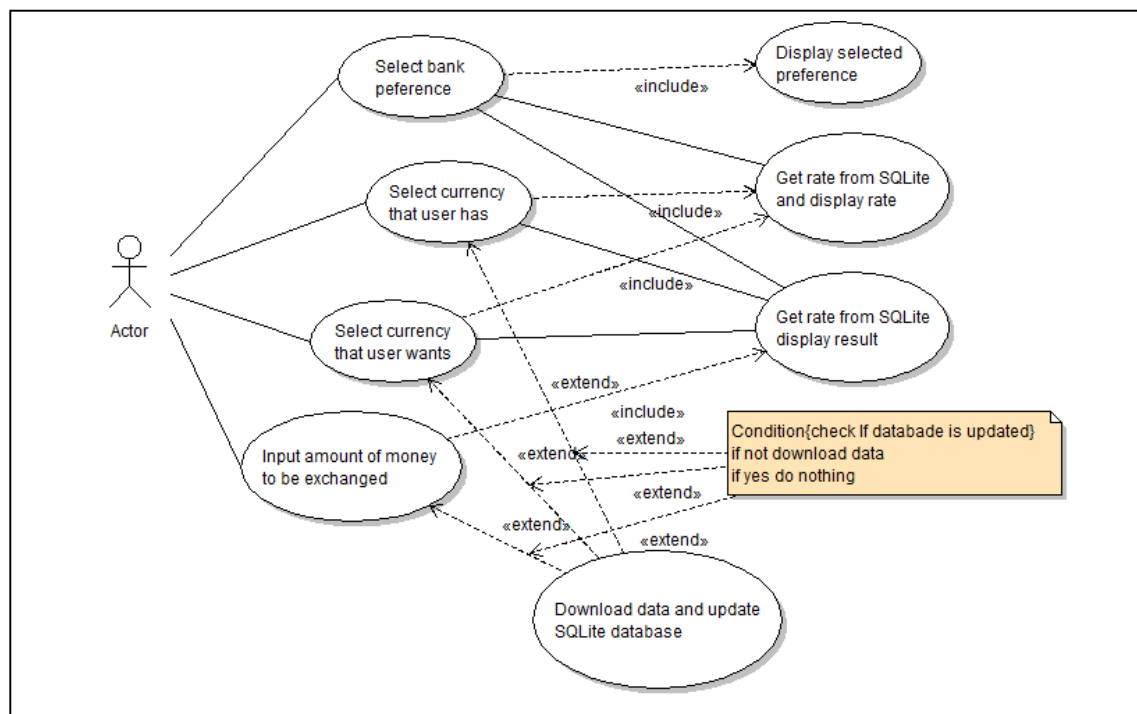 Select bank
peference
Display selected
preference
«include»
Select currency
that user has
Get rate from SQLite
and display rate
«include»
Actor
«include»
Select currency
that user wants
Get rate from SQLite
display result
«extend»
«include»
«extend»
Condition{check If databade is updated}
if not download data
if yes do nothing
Input amount of money
to be exchanged
«extend»
«extend»
«extend»
«extend»
Download data and update
SQLite database